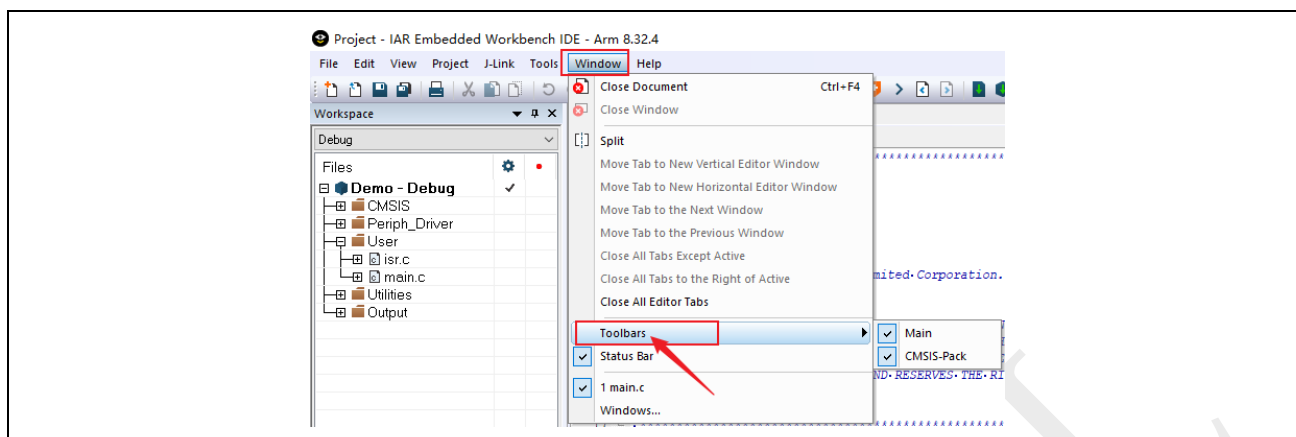 Project - IAR Embedded Workbench IDE - Arm 8.32.4
File Edit View Project J-Link Tools Window Help
Workspace
Debug
Files
Demo - Debug
CMSIS
Periph_Driver
User
isr.c
main.c
Utilities
Output
Close Document Ctrl+F4
Close Window
Split
Move Tab to New Vertical Editor Window
Move Tab to New Horizontal Editor Window
Move Tab to the Next Window
Move Tab to the Previous Window
Close All Tabs Except Active
Close All Tabs to the Right of Active
Close All Editor Tabs
Toolbars
Status Bar
1 main.c
Windows...
Main
CMSIS-Pack
********************
mited·Corporation.
ND·RESERVES·THE·RI
********************